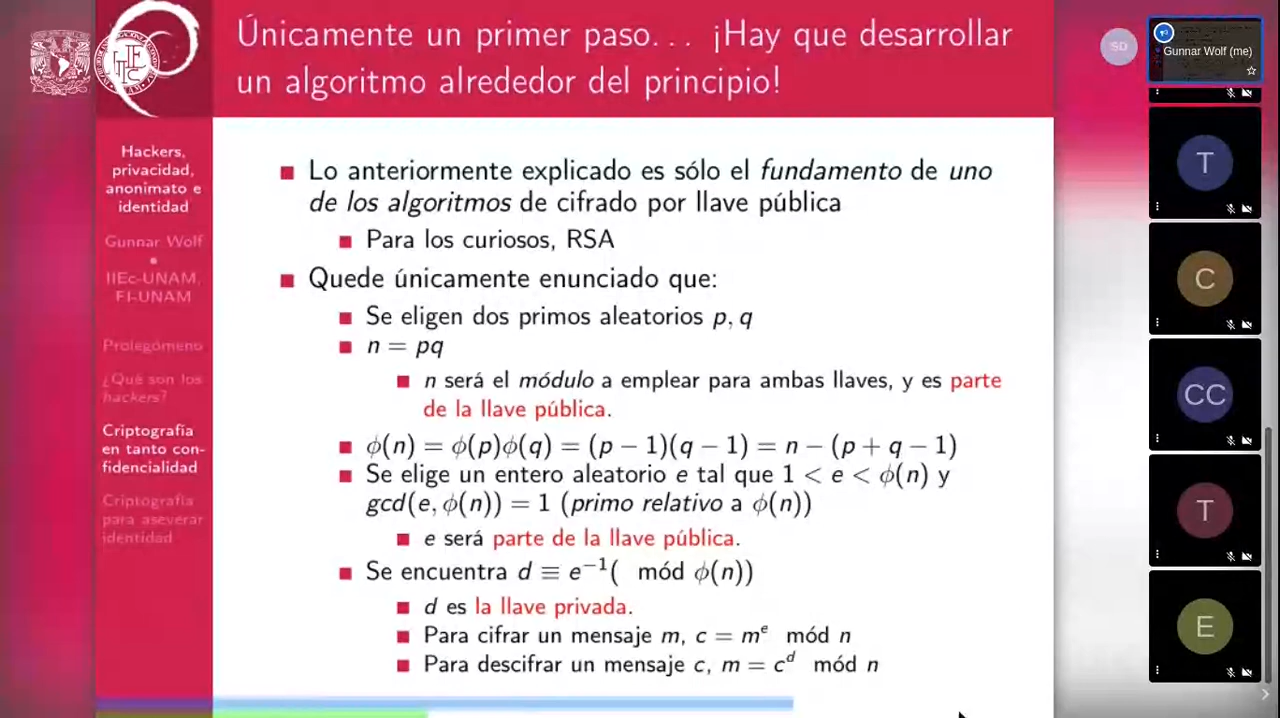 Únicamente un primer paso... ¡Hay que desarrollar
un algoritmo alrededor del principio!
Hackers,
privacidad,
anonimato e
identidad
Gunnar Wolf
•
IIEc-UNAM,
FI-UNAM
Prolegómeno
¿Qué son los
hackers?
Criptografía
en tanto con-
fidencialidad
Criptografía
para aseverar
identidad
Lo anteriormente explicado es sólo el fundamento de uno
de los algoritmos de cifrado por llave pública
Para los curiosos, RSA
Quede únicamente enunciado que:
Se eligen dos primos aleatorios p, q
n = pq
n será el módulo a emplear para ambas llaves, y es parte
de la llave pública.
ϕ(n) = ϕ(p)ϕ(q) = (p − 1)(q − 1) = n − (p + q − 1)
Se elige un entero aleatorio e tal que 1 < e < ϕ(n) y
gcd(e, ϕ(n)) = 1 (primo relativo a ϕ(n))
e será parte de la llave pública.
Se encuentra d ≡ e⁻¹( mód ϕ(n))
d es la llave privada.
Para cifrar un mensaje m, c = mᵉ mód n
Para descifrar un mensaje c, m = cᵈ mód n
SD
Gunnar Wolf (me)
T
C
CC
T
E